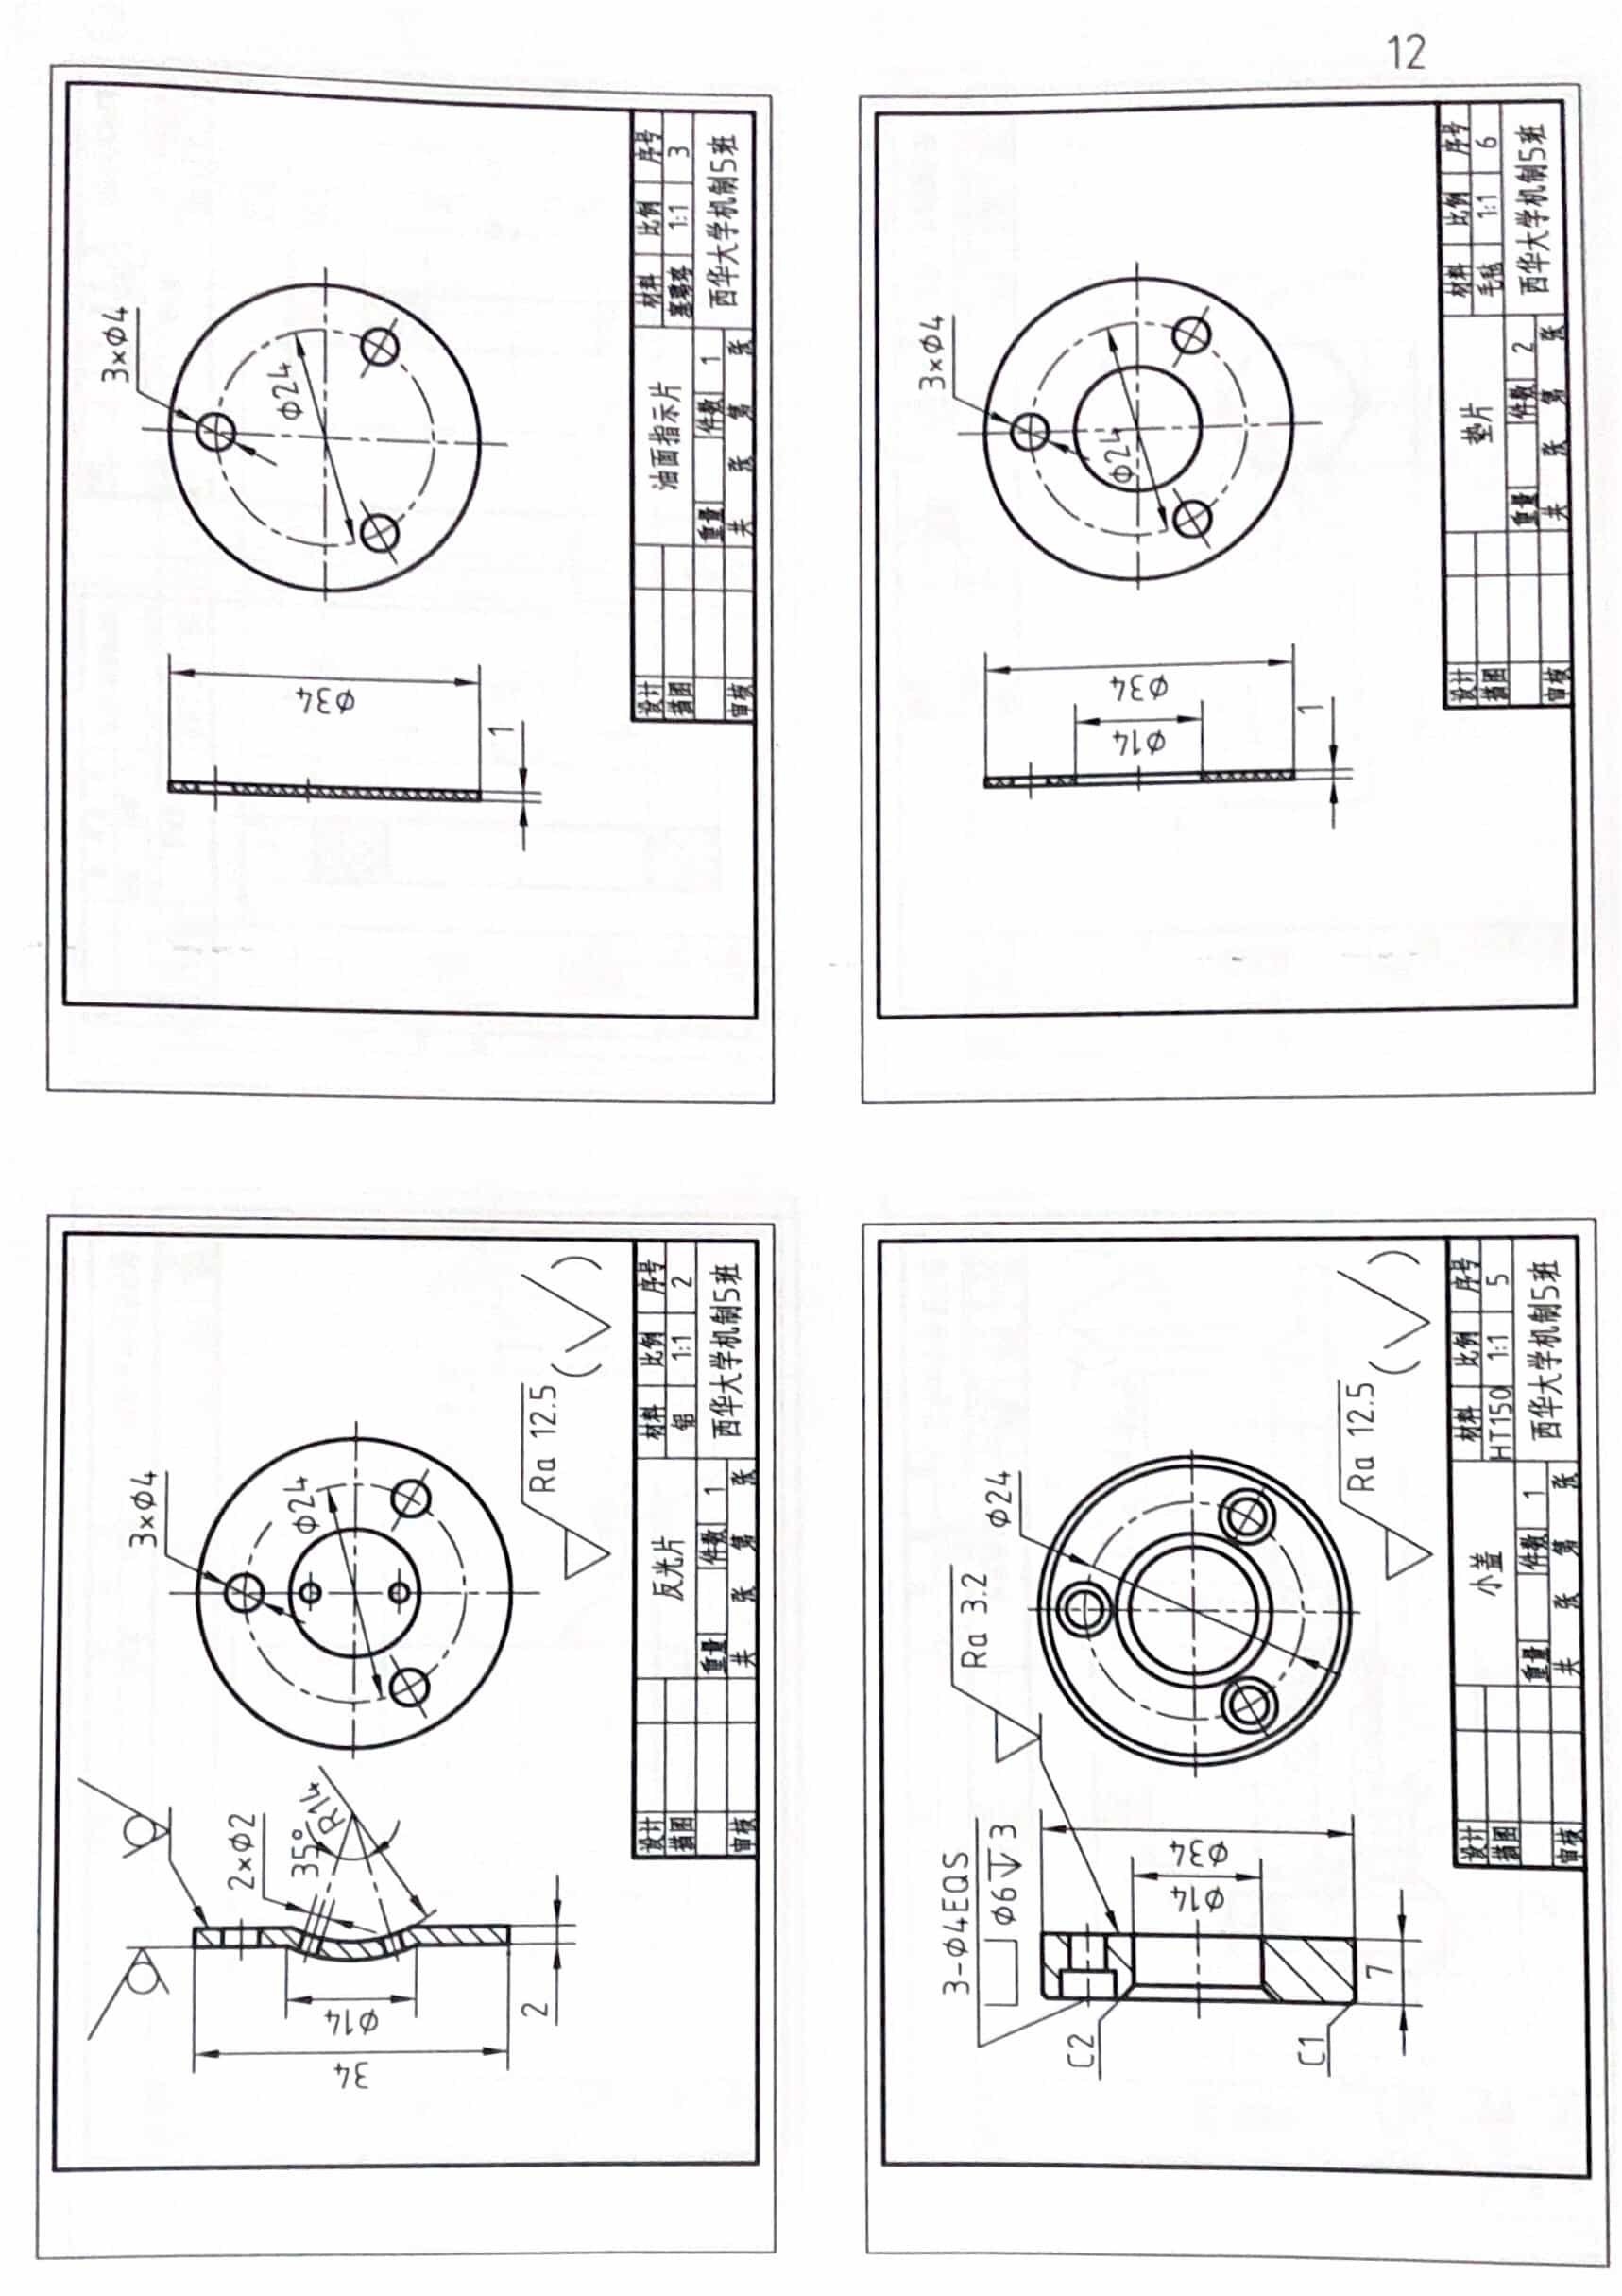 12
3×φ4
φ24
φ34
1
材料 比例 序号
赛璐珞 1:1 3
油面指示片
重量 件数 1
西华大学机制5班
共 张 第 张
设计
描图
审核
3×φ4
φ24
φ34
φ14
1
材料 比例 序号
毛毡 1:1 6
垫片
重量 件数 2
西华大学机制5班
共 张 第 张
设计
描图
审核
3×φ4
φ24
2×φ2
35°
R14
φ14
34
2
Ra 12.5
材料 比例 序号
铝 1:1 2
反光片
重量 件数 1
西华大学机制5班
共 张 第 张
设计
描图
审核
φ24
Ra 3.2
3-φ4EQS
φ6↧3
φ34
φ14
C2
C1
7
Ra 12.5
材料 比例 序号
HT150 1:1 5
小盖
重量 件数 1
西华大学机制5班
共 张 第 张
设计
描图
审核